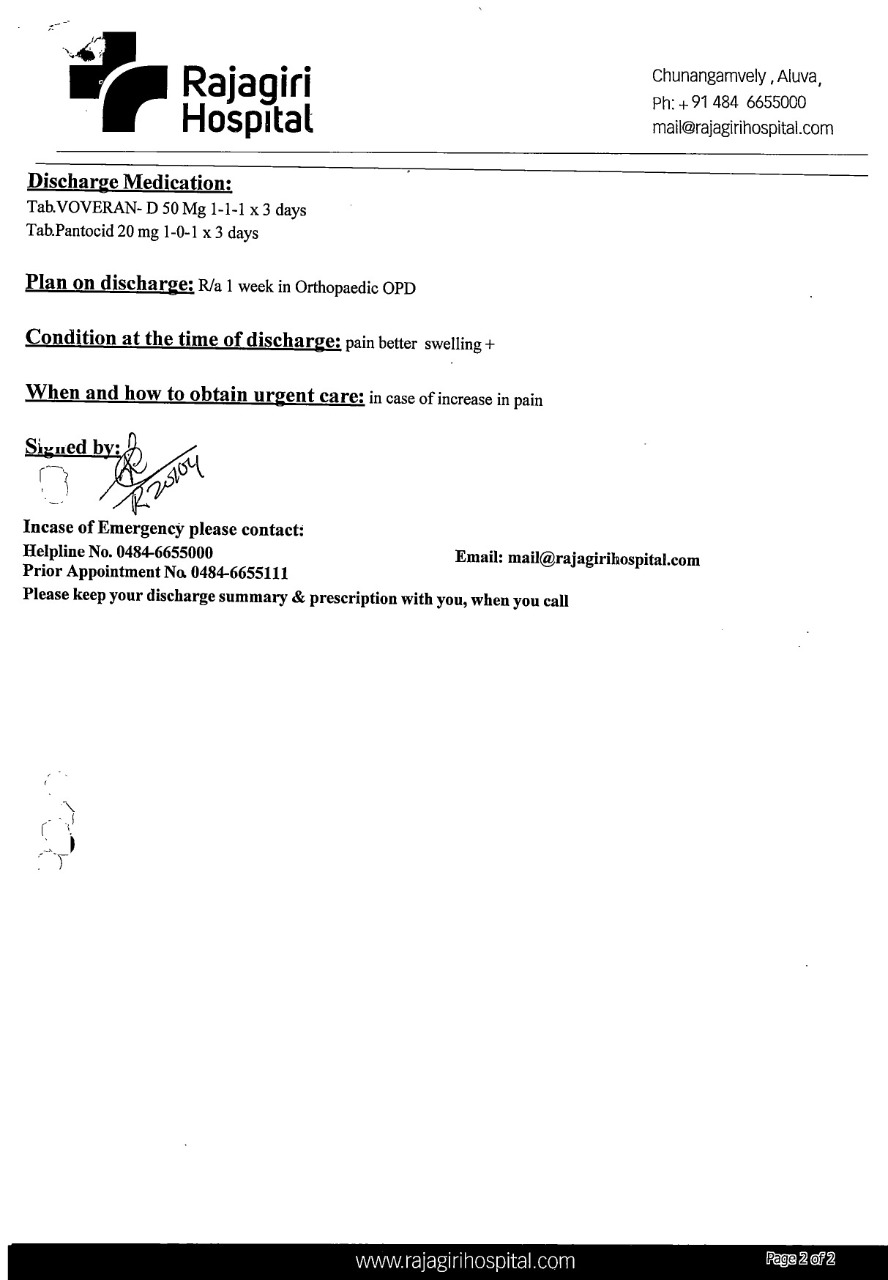 Rajagiri
Hospital
Chunangamvely , Aluva,
Ph: + 91 484 6655000
mail@rajagirihospital.com
Discharge Medication:
Tab.VOVERAN- D 50 Mg 1-1-1 x 3 days
Tab.Pantocid 20 mg 1-0-1 x 3 days
Plan on discharge: R/a 1 week in Orthopaedic OPD
Condition at the time of discharge: pain better swelling +
When and how to obtain urgent care: in case of increase in pain
Signed by:
Incase of Emergency please contact:
Helpline No. 0484-6655000
Email: mail@rajagirihospital.com
Prior Appointment No. 0484-6655111
Please keep your discharge summary & prescription with you, when you call
www.rajagirihospital.com
Page 2 of 2